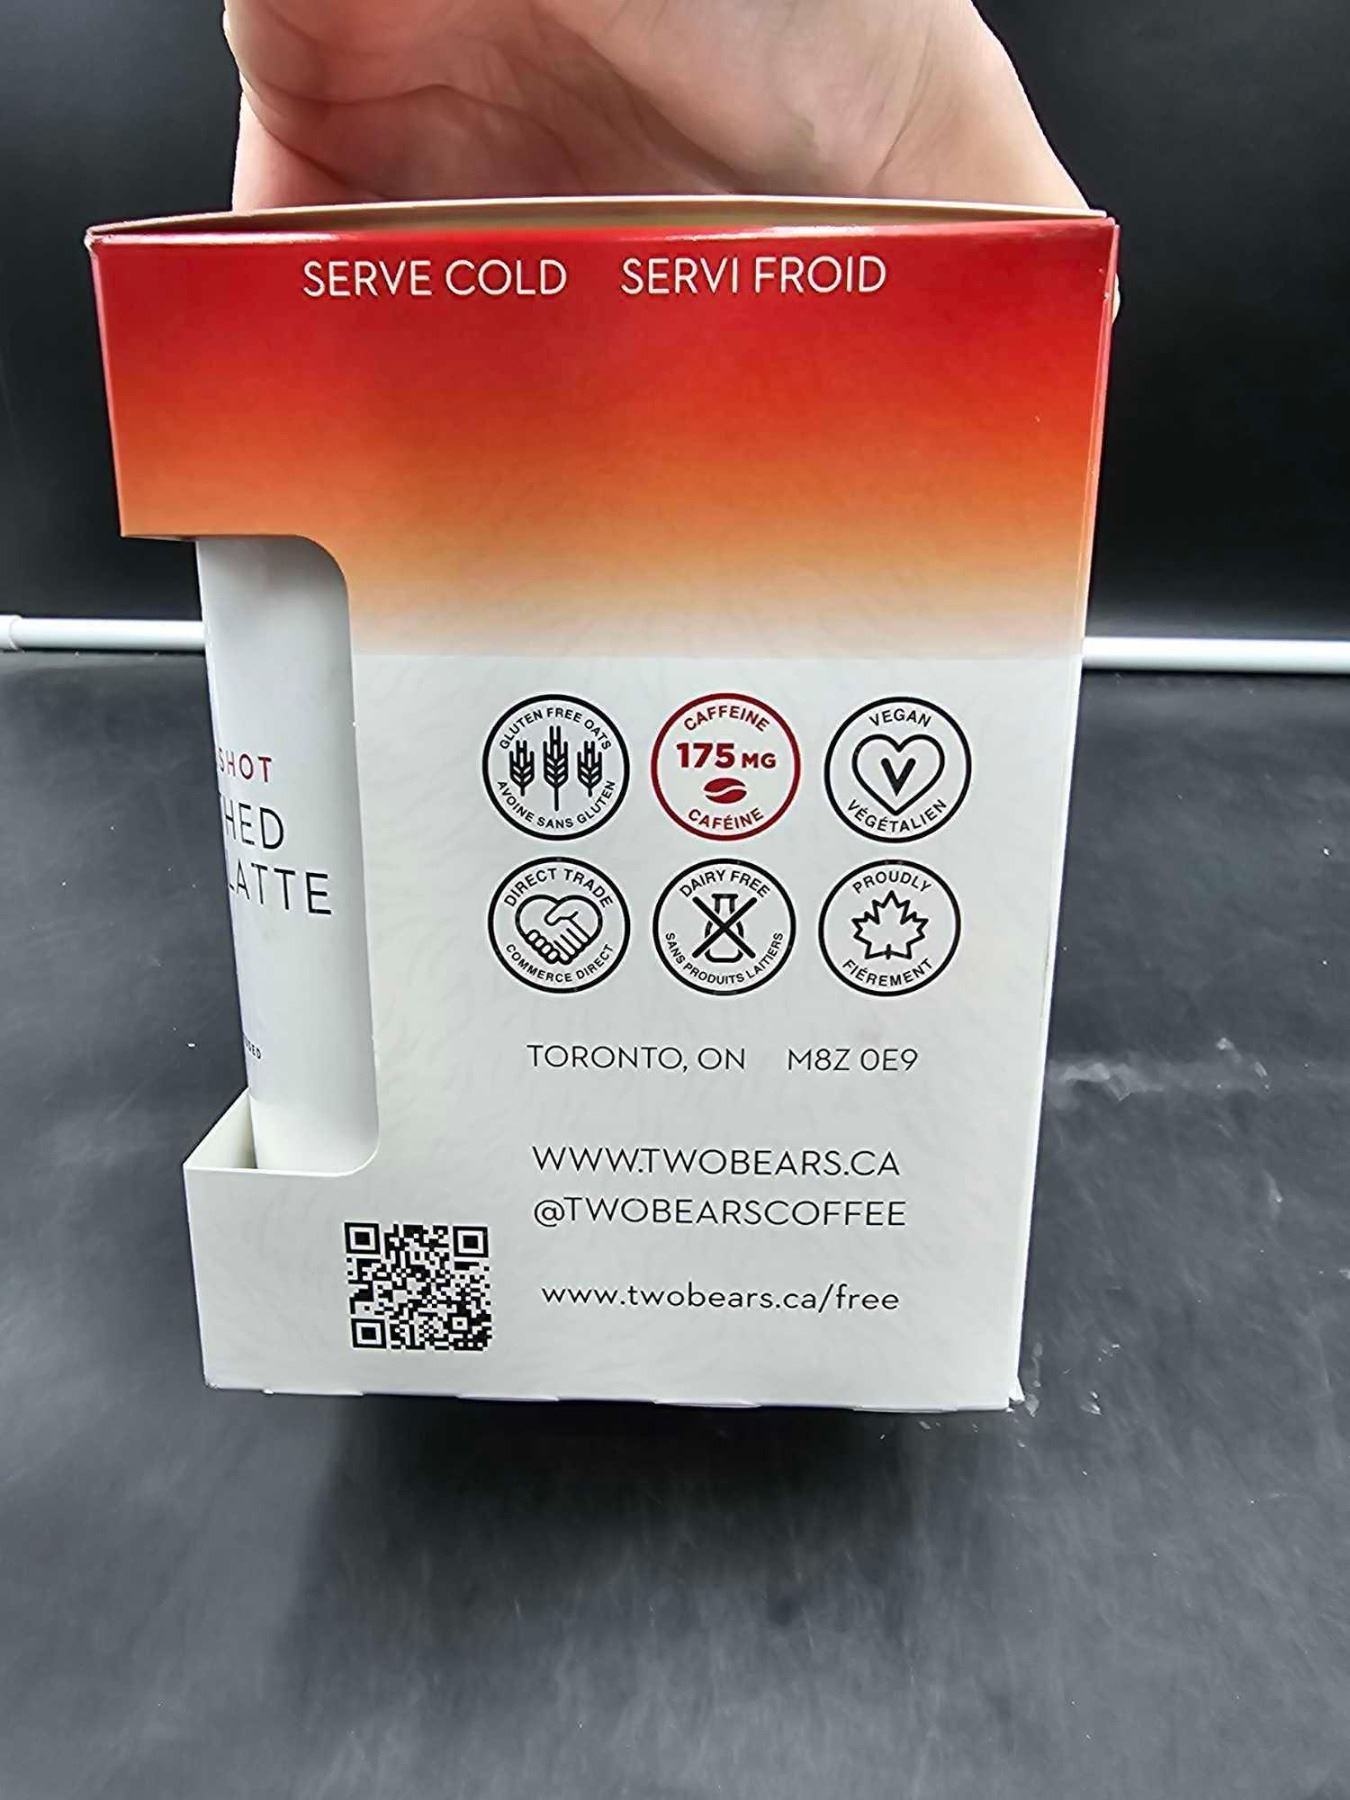 SERVE COLD SERVI FROID
SHOT
LATTE
GLUTEN FREE OATS
AVOINE SANS GLUTEN
CAFFEINE
175 MG
CAFÉINE
VEGAN
V
VÉGÉTALIEN
DIRECT TRADE
COMMERCE DIRECT
DAIRY FREE
SANS PRODUITS LAITIERS
PROUDLY
FIÉREMENT
TORONTO, ON M8Z 0E9
WWW.TWOBEARS.CA
@TWOBEARSCOFFEE
www.twobears.ca/free